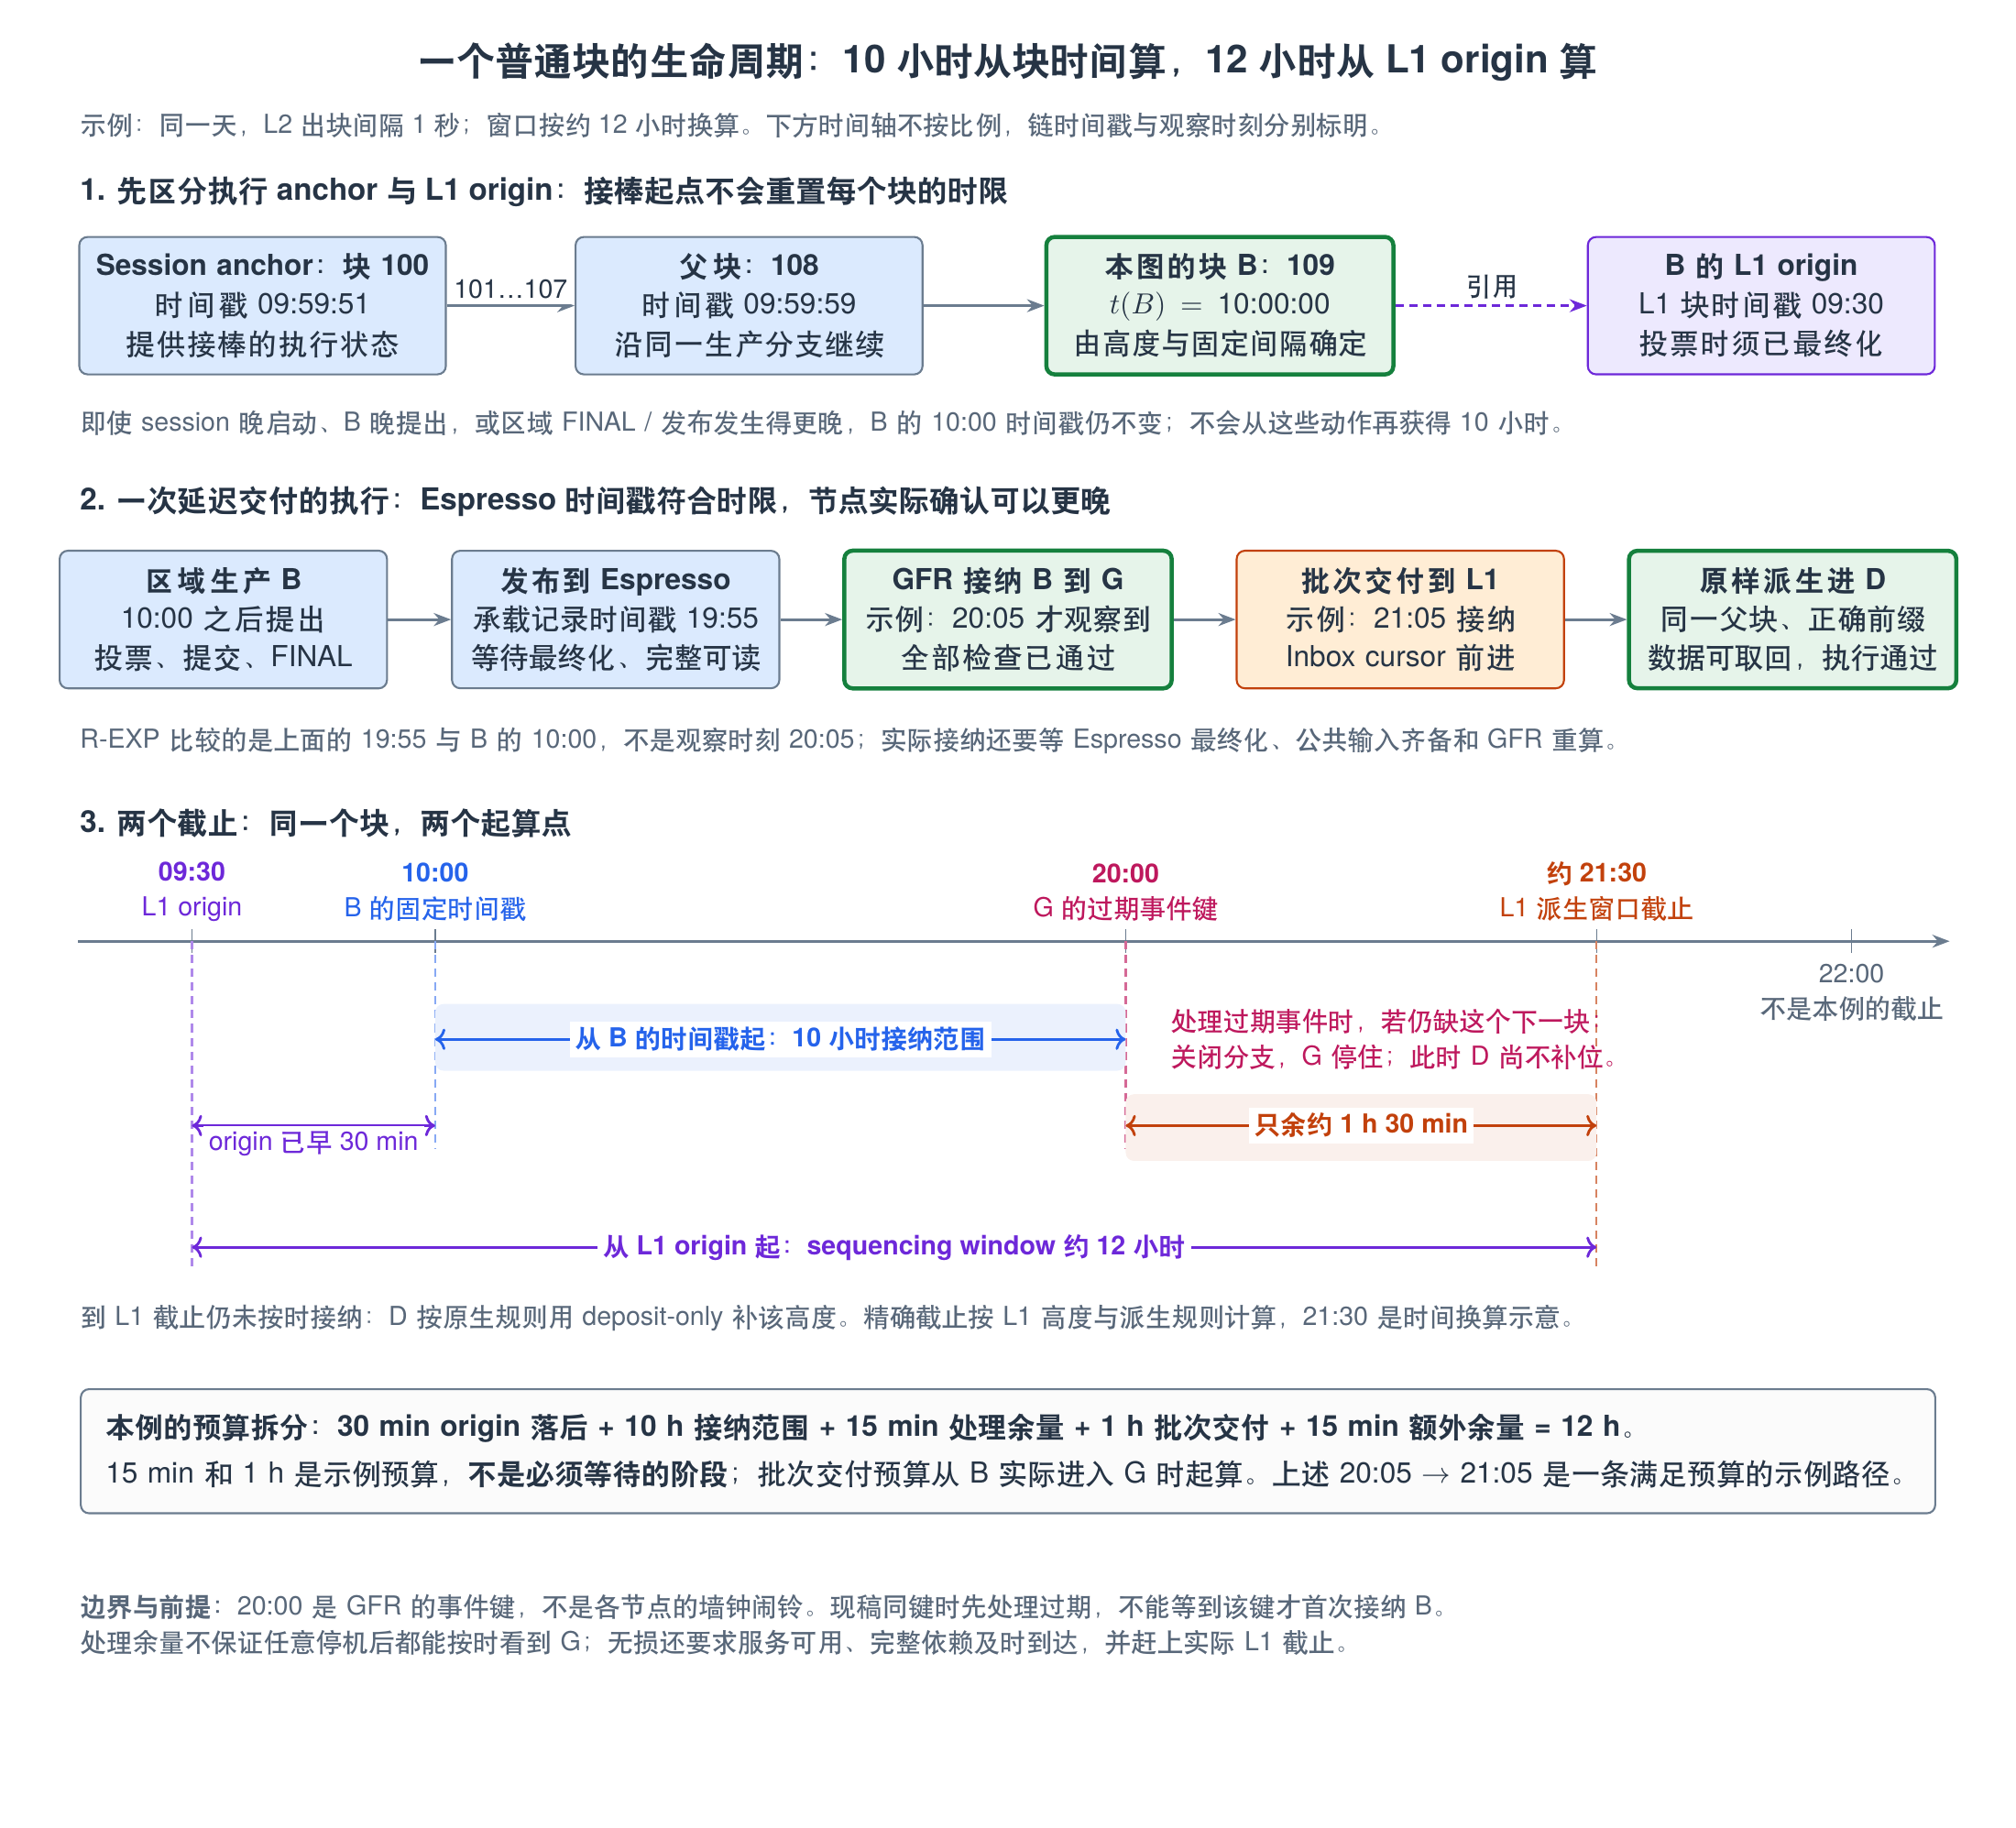 一个普通块的生命周期：10 小时从块时间算，12 小时从 L1 origin 算
示例：同一天，L2 出块间隔 1 秒；窗口按约 12 小时换算。下方时间轴不按比例，链时间戳与观察时刻分别标明。
1. 先区分执行 anchor 与 L1 origin：接棒起点不会重置每个块的时限
Session anchor：块 100
时间戳 09:59:51
提供接棒的执行状态
101...107
父块：108
时间戳 09:59:59
沿同一生产分支继续
本图的块 B：109
t(B) = 10:00:00
由高度与固定间隔确定
引用
B 的 L1 origin
L1 块时间戳 09:30
投票时须已最终化
即使 session 晚启动、B 晚提出，或区域 FINAL / 发布发生得更晚，B 的 10:00 时间戳仍不变；不会从这些动作再获得 10 小时。
2. 一次延迟交付的执行：Espresso 时间戳符合时限，节点实际确认可以更晚
区域生产 B
10:00 之后提出
投票、提交、FINAL
发布到 Espresso
承载记录时间戳 19:55
等待最终化、完整可读
GFR 接纳 B 到 G
示例：20:05 才观察到
全部检查已通过
批次交付到 L1
示例：21:05 接纳
Inbox cursor 前进
原样派生进 D
同一父块、正确前缀
数据可取回，执行通过
R-EXP 比较的是上面的 19:55 与 B 的 10:00，不是观察时刻 20:05；实际接纳还要等 Espresso 最终化、公共输入齐备和 GFR 重算。
3. 两个截止：同一个块，两个起算点
09:30
L1 origin
10:00
B 的固定时间戳
20:00
G 的过期事件键
约 21:30
L1 派生窗口截止
22:00
不是本例的截止
从 B 的时间戳起：10 小时接纳范围
处理过期事件时，若仍缺这个下一块：
关闭分支，G 停住；此时 D 尚不补位。
origin 已早 30 min
只余约 1 h 30 min
从 L1 origin 起：sequencing window 约 12 小时
到 L1 截止仍未按时接纳：D 按原生规则用 deposit-only 补该高度。精确截止按 L1 高度与派生规则计算，21:30 是时间换算示意。
本例的预算拆分：30 min origin 落后 + 10 h 接纳范围 + 15 min 处理余量 + 1 h 批次交付 + 15 min 额外余量 = 12 h。
15 min 和 1 h 是示例预算，不是必须等待的阶段；批次交付预算从 B 实际进入 G 时起算。上述 20:05 → 21:05 是一条满足预算的示例路径。
边界与前提：20:00 是 GFR 的事件键，不是各节点的墙钟闹铃。现稿同键时先处理过期，不能等到该键才首次接纳 B。
处理余量不保证任意停机后都能按时看到 G；无损还要求服务可用、完整依赖及时到达，并赶上实际 L1 截止。